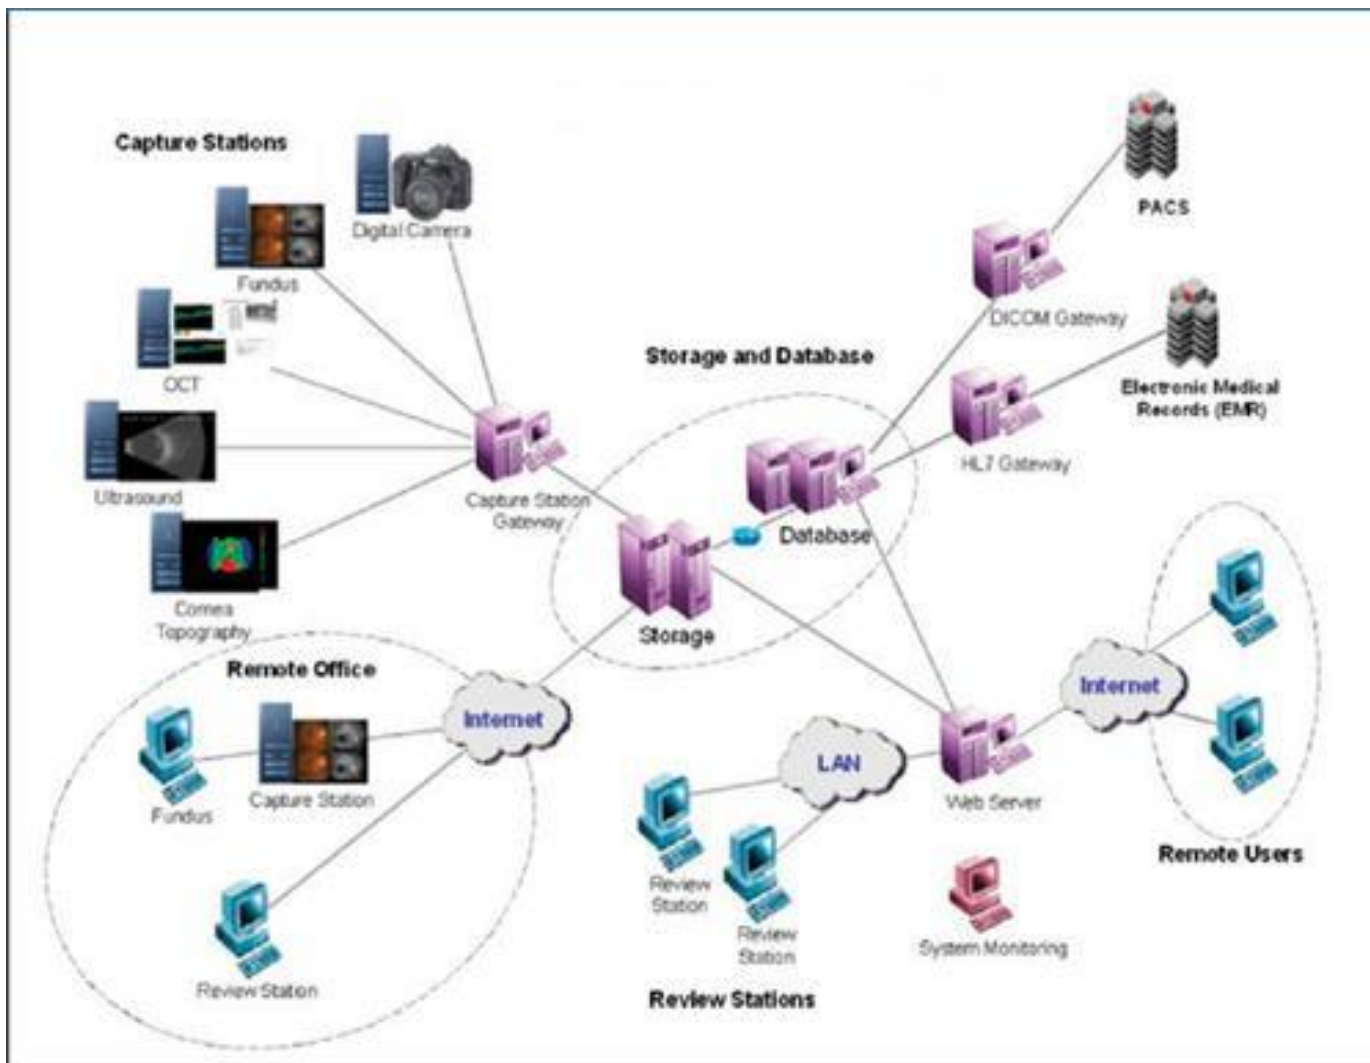 Capture Stations
Digital Camera
Fundus
OCT
Ultrasound
Cornea
Topography
Capture Station
Gateway
Storage and Database
Database
Storage
PACS
DICOM Gateway
Electronic Medical
Records (EMR)
HL7 Gateway
Remote Office
Internet
Fundus
Capture Station
Review Station
LAN
Web Server
Internet
Remote Users
Review
Station
Review
Station
Review Stations
System Monitoring